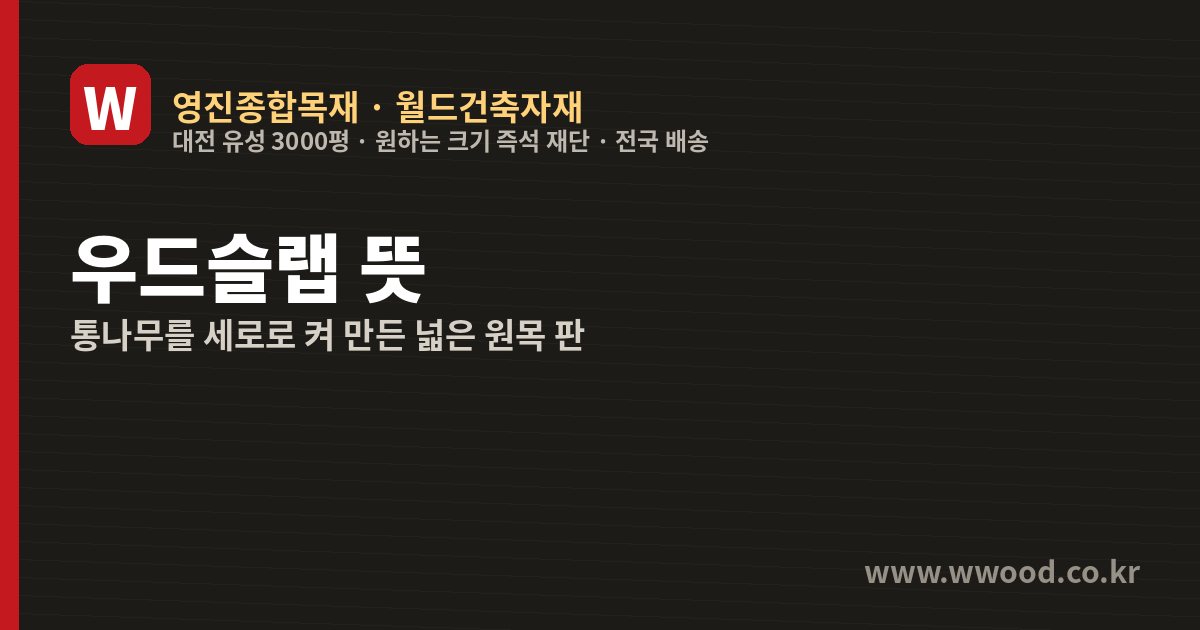 W
영진종합목재 · 월드건축자재
대전 유성 3000평 · 원하는 크기 즉석 재단 · 전국 배송
우드슬랩 뜻
통나무를 세로로 켜 만든 넓은 원목 판
www.wwood.co.kr